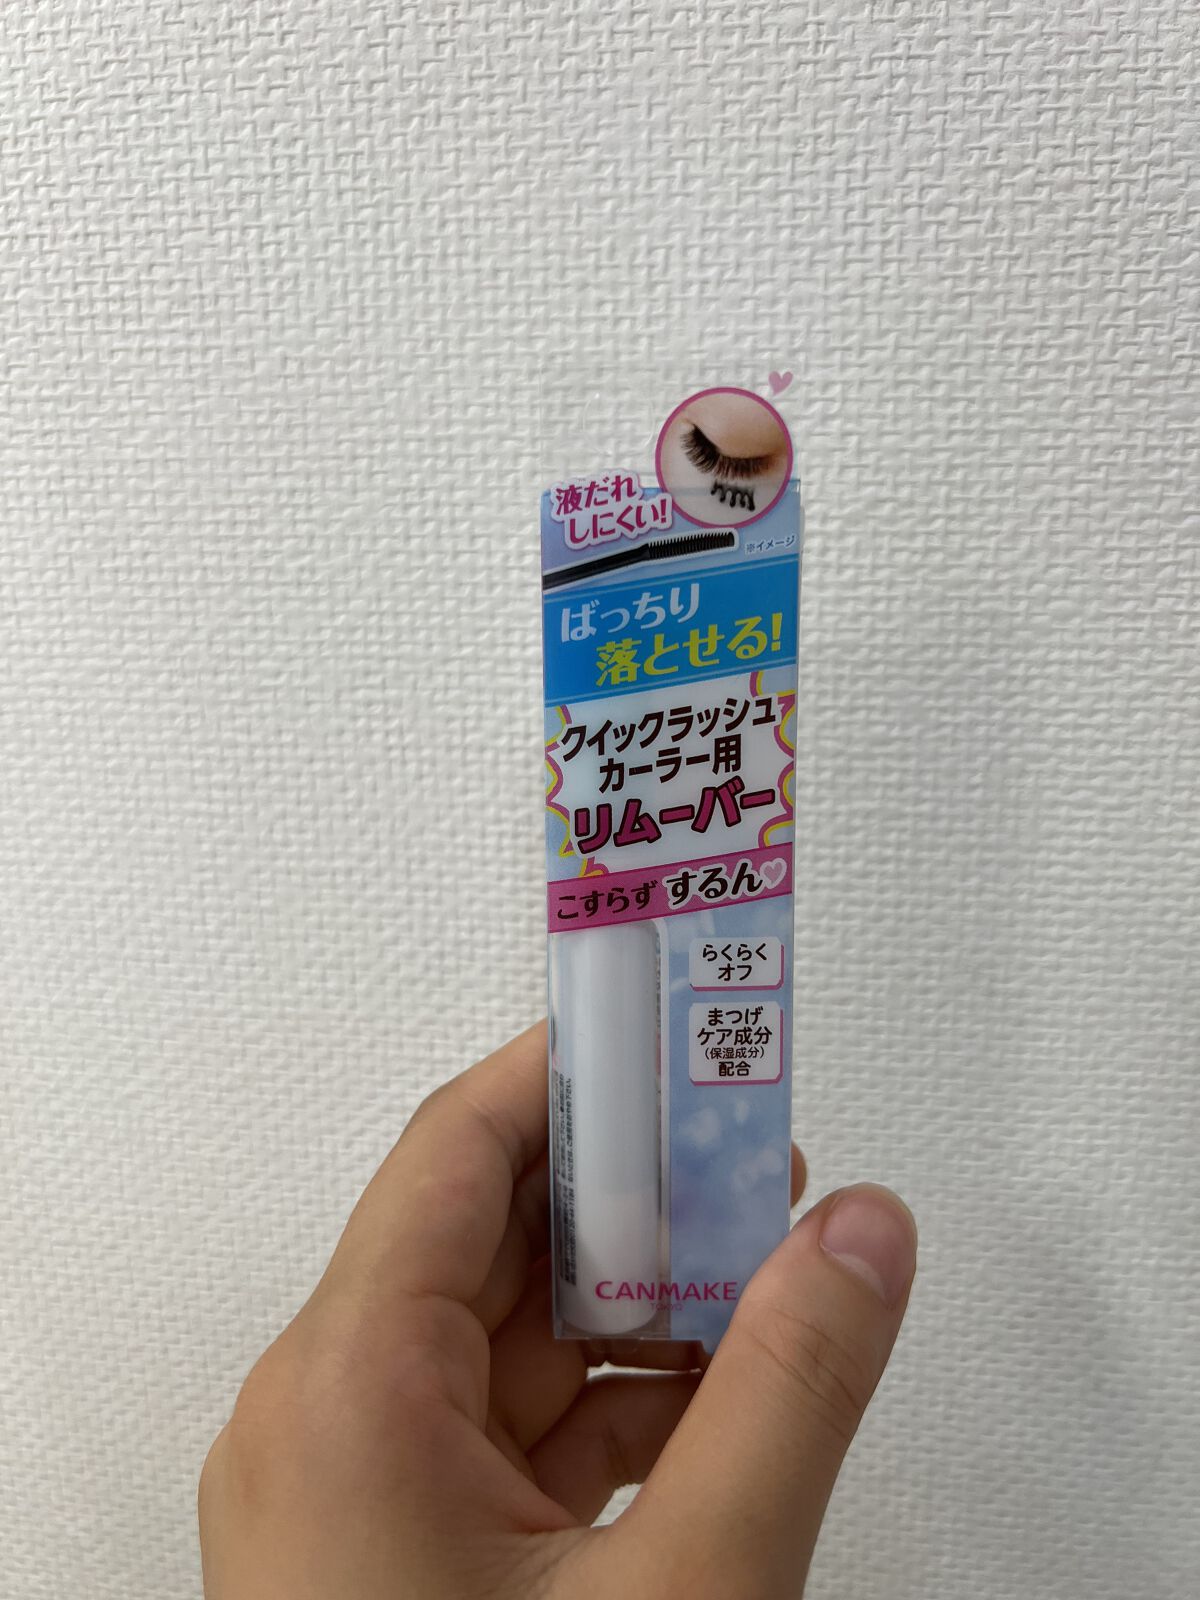 液だれ
しにくい!
※イメージ
ばっちり
落とせる!
クイックラッシュ
カーラー用
リムーバー
こすらず するん♡
らくらく
オフ
まつげ
ケア成分
(保湿成分)
配合
CANMAKE
TOKYO